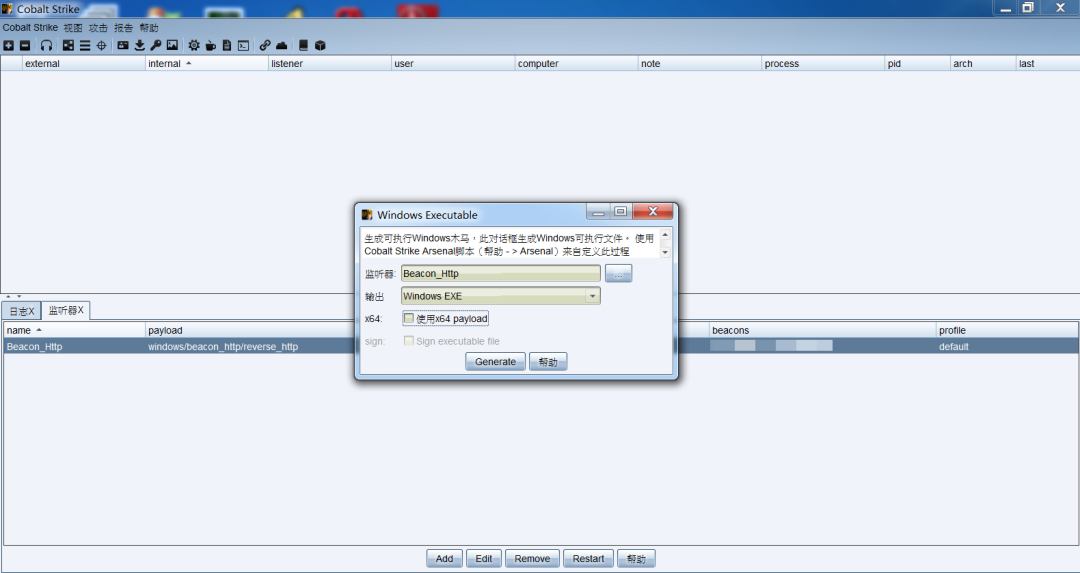 Cobalt Strike
Cobalt Strike 视图 攻击 报告 帮助
external internal listener user computer note process pid arch last
Windows Executable
生成可执行Windows木马，此对话框生成Windows可执行文件。 使用
Cobalt Strike Arsenal脚本（帮助 - > Arsenal）来自定义此过程
监听器: Beacon_Http ...
输出 Windows EXE
x64: 使用x64 payload
sign: Sign executable file
Generate 帮助
日志X 监听器X
name payload beacons profile
Beacon_Http windows/beacon_http/reverse_http default
Add Edit Remove Restart 帮助